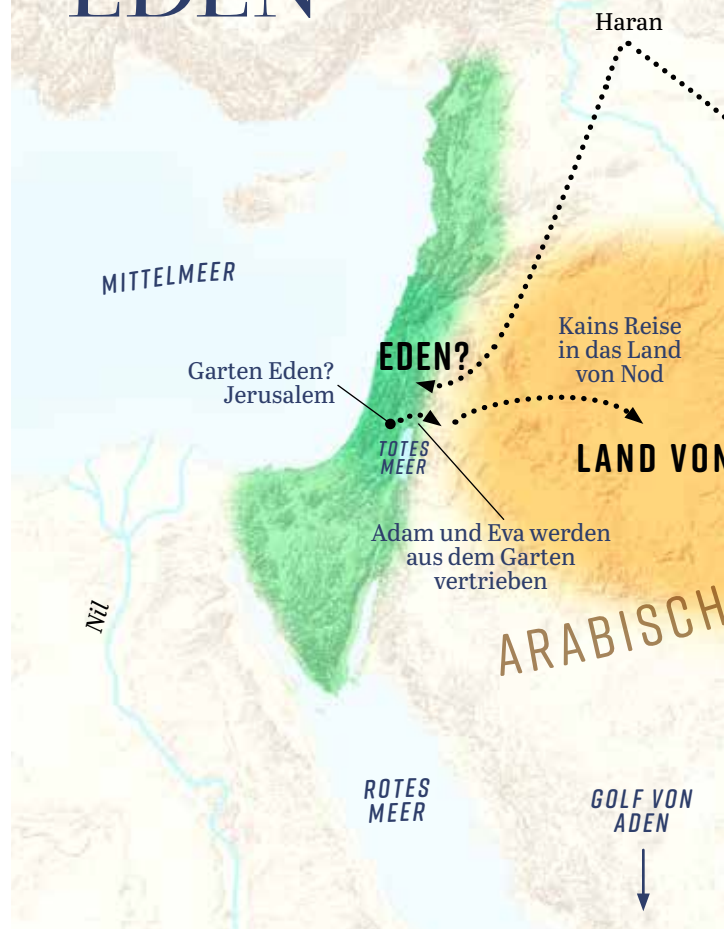 EDEN
Haran
MITTELMEER
Kains Reise
in das Land
von Nod
EDEN?
Garten Eden?
Jerusalem
TOTES
MEER
LAND VON
Adam und Eva werden
aus dem Garten
vertrieben
Nil
ARABISCH
ROTES
MEER
GOLF VON
ADEN